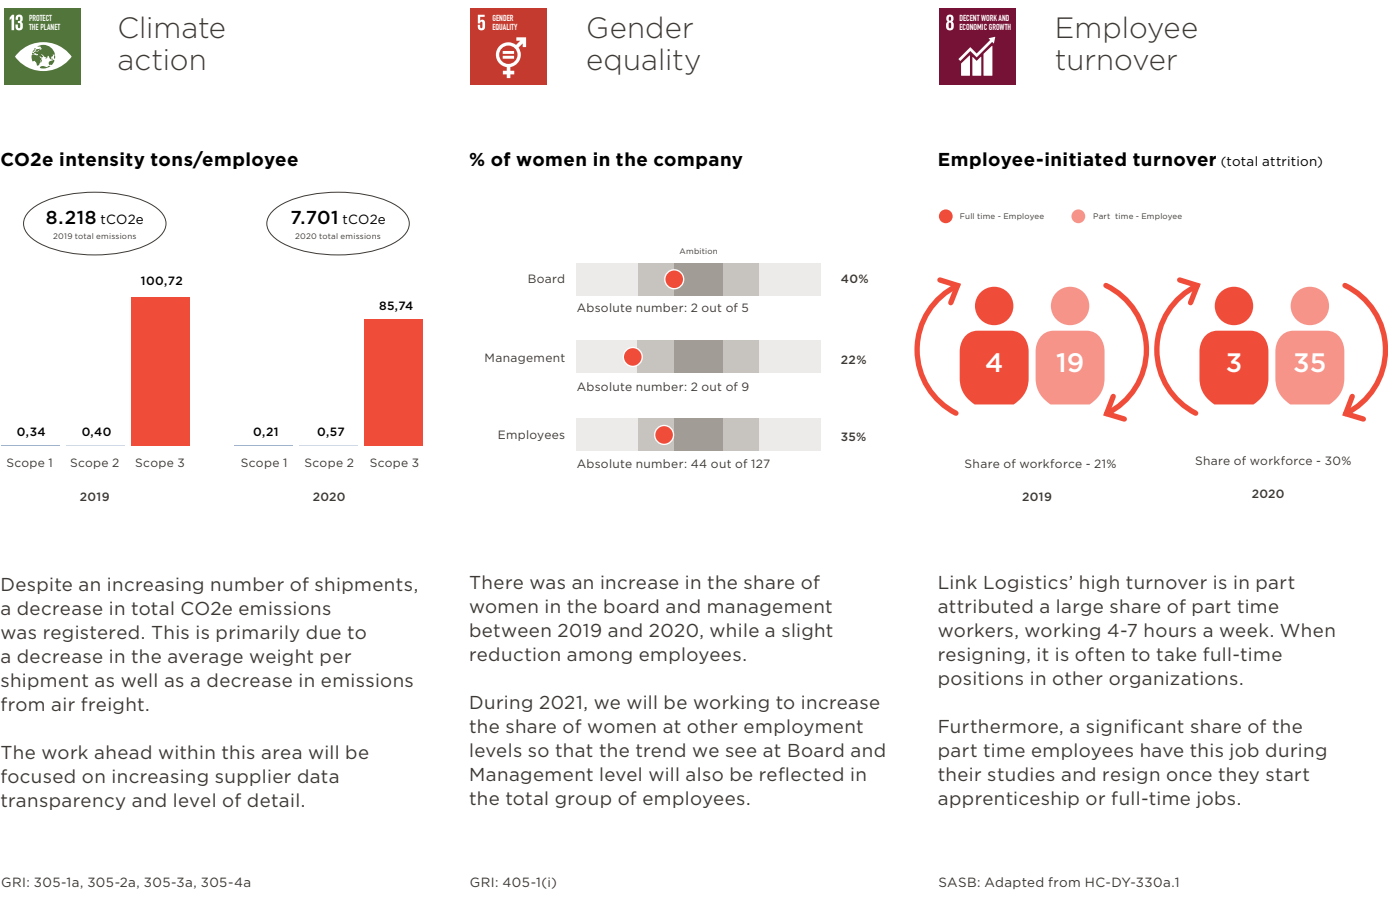 13 PROTECT
THE PLANET
Climate
action
CO2e intensity tons/employee
8.218 tCO2e
2019 total emissions
7.701 tCO2e
2020 total emissions
100,72
85,74
0,34
0,40
0,21
0,57
Scope 1
Scope 2
Scope 3
Scope 1
Scope 2
Scope 3
2019
2020
Despite an increasing number of shipments,
a decrease in total CO2e emissions
was registered. This is primarily due to
a decrease in the average weight per
shipment as well as a decrease in emissions
from air freight.
The work ahead within this area will be
focused on increasing supplier data
transparency and level of detail.
GRI: 305-1a, 305-2a, 305-3a, 305-4a
5 GENDER
EQUALITY
Gender
equality
% of women in the company
Ambition
Board
40%
Absolute number: 2 out of 5
Management
22%
Absolute number: 2 out of 9
Employees
35%
Absolute number: 44 out of 127
There was an increase in the share of
women in the board and management
between 2019 and 2020, while a slight
reduction among employees.
During 2021, we will be working to increase
the share of women at other employment
levels so that the trend we see at Board and
Management level will also be reflected in
the total group of employees.
GRI: 405-1(i)
8 DECENT WORK AND
ECONOMIC GROWTH
Employee
turnover
Employee-initiated turnover (total attrition)
Full time - Employee
Part time - Employee
4
19
3
35
Share of workforce - 21%
Share of workforce - 30%
2019
2020
Link Logistics' high turnover is in part
attributed a large share of part time
workers, working 4-7 hours a week. When
resigning, it is often to take full-time
positions in other organizations.
Furthermore, a significant share of the
part time employees have this job during
their studies and resign once they start
apprenticeship or full-time jobs.
SASB: Adapted from HC-DY-330a.1